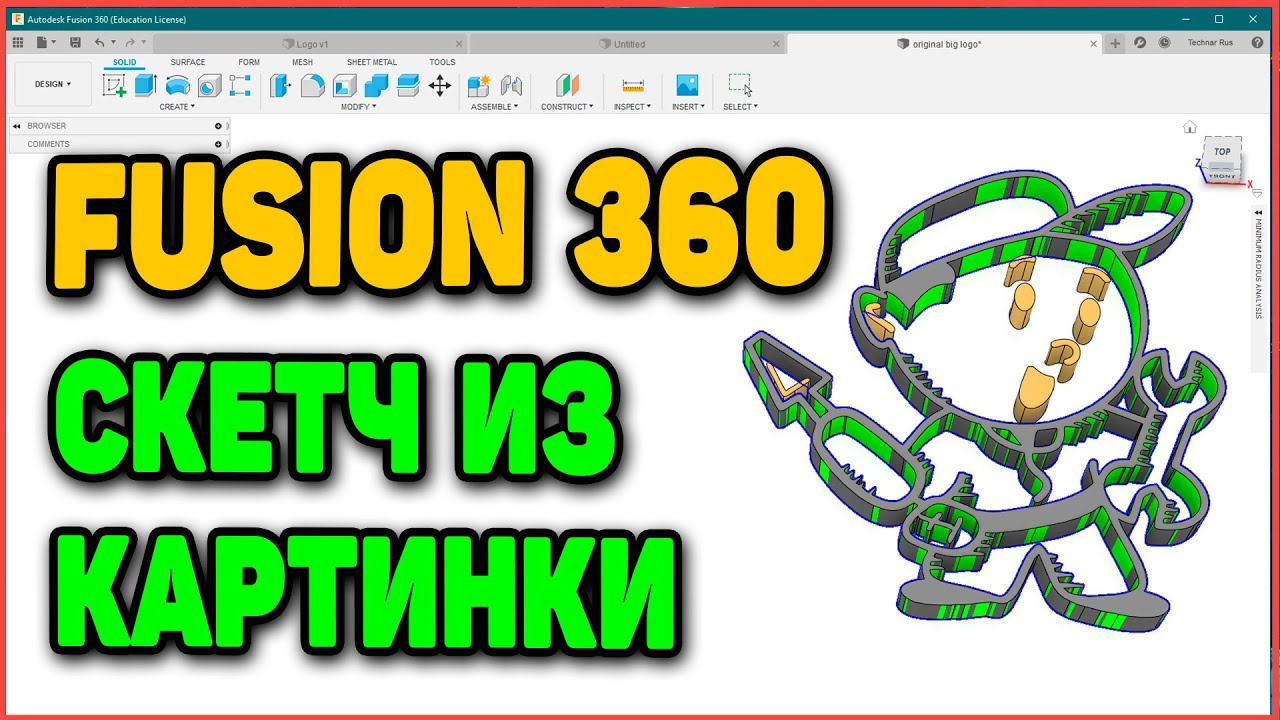 Autodesk Fusion 360 (Education License)
Logo v1
Untitled
original big logo*
Technar Rus
SOLID SURFACE FORM MESH SHEET METAL TOOLS
DESIGN
CREATE MODIFY ASSEMBLE CONSTRUCT INSPECT INSERT SELECT
BROWSER
COMMENTS
FUSION 360
СКЕТЧ ИЗ
КАРТИНКИ
TOP
FRONT
Z
X
MINIMUM RADIUS ANALYSIS